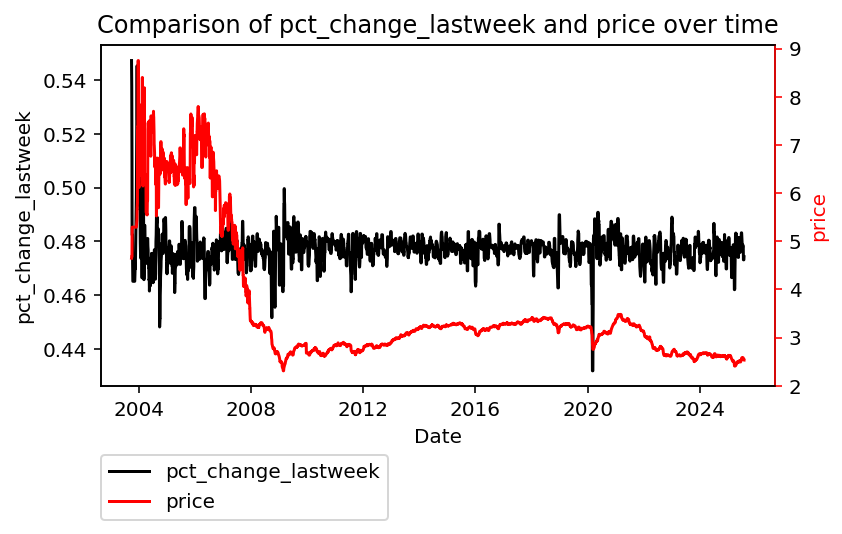 Comparison of pct_change_lastweek and price over time
pct_change_lastweek
0.54
0.52
0.50
0.48
0.46
0.44
9
8
7
6
5
4
3
2
price
2004 2008 2012 2016 2020 2024
Date
pct_change_lastweek
price